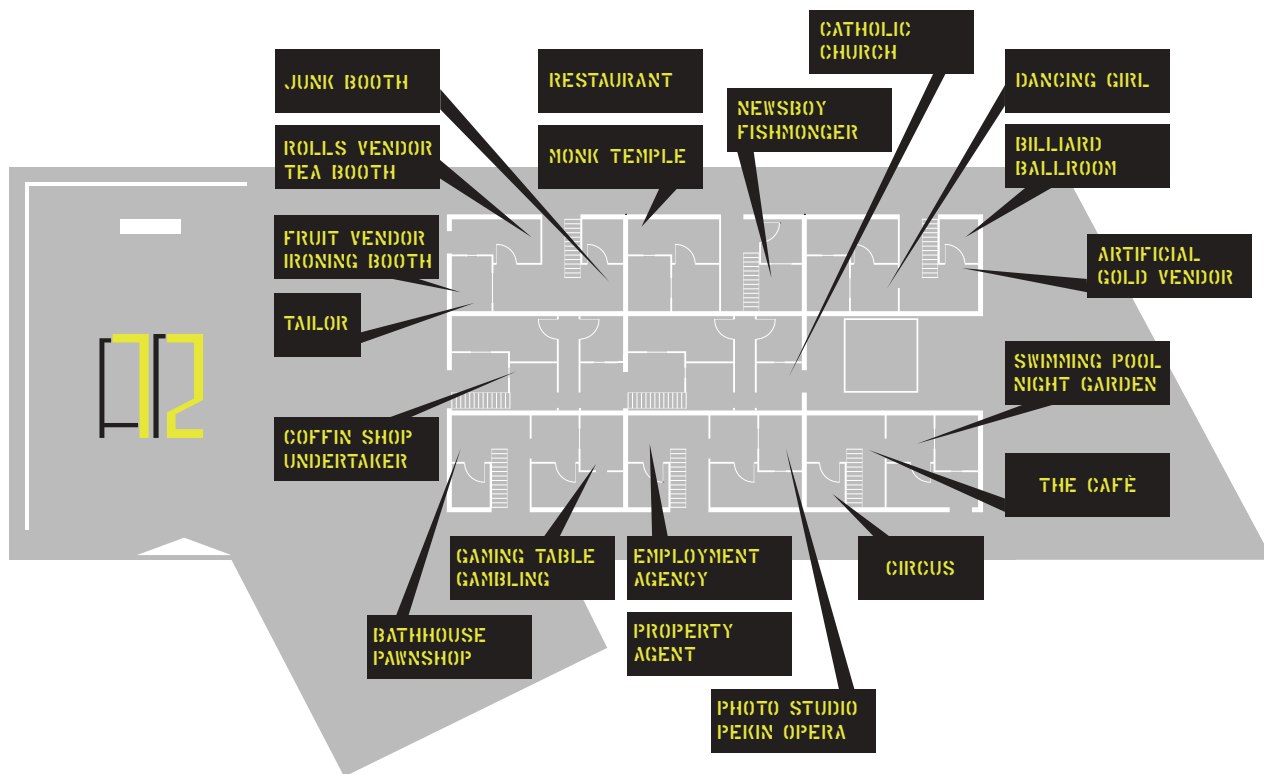 CATHOLIC
CHURCH
JUNK BOOTH
RESTAURANT
DANCING GIRL
NEWSBOY
FISHMONGER
ROLLS VENDOR
TEA BOOTH
MONK TEMPLE
BILLIARD
BALLROOM
FRUIT VENDOR
IRONING BOOTH
ARTIFICIAL
GOLD VENDOR
TAILOR
SWIMMING POOL
NIGHT GARDEN
COFFIN SHOP
UNDERTAKER
THE CAFÈ
GAMING TABLE
GAMBLING
EMPLOYMENT
AGENCY
CIRCUS
BATHHOUSE
PAWNSHOP
PROPERTY
AGENT
PHOTO STUDIO
PEKIN OPERA